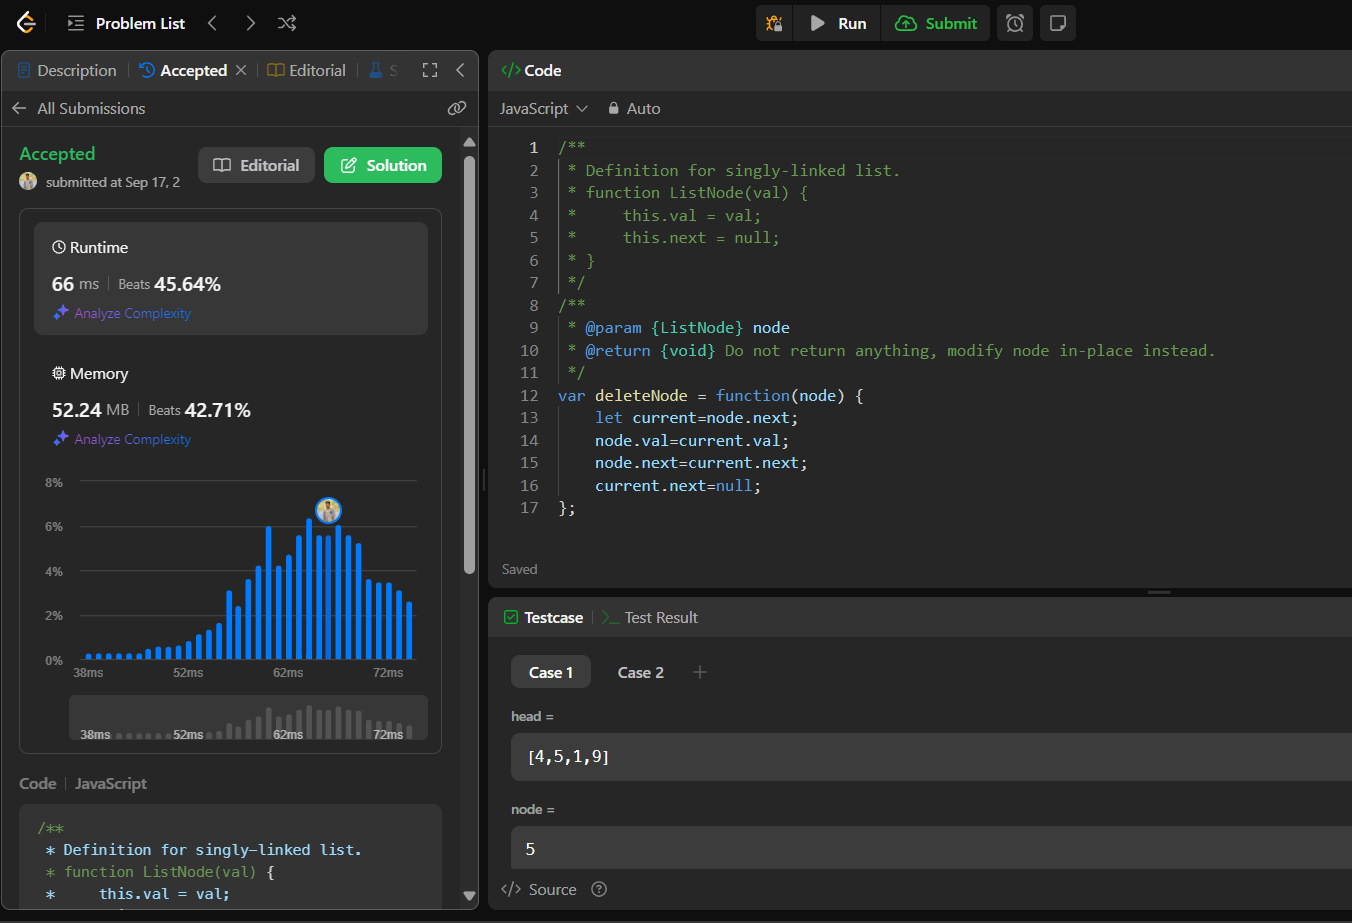 Problem List
Run
Submit
Description
Accepted
Editorial
S
All Submissions
Accepted
submitted at Sep 17, 2
Editorial
Solution
Runtime
66 ms
Beats 45.64%
Analyze Complexity
Memory
52.24 MB
Beats 42.71%
Analyze Complexity
8%
6%
4%
2%
0%
38ms 52ms 62ms 72ms
38ms 52ms 62ms 72ms
Code
JavaScript
/**
* Definition for singly-linked list.
* function ListNode(val) {
*     this.val = val;
</> Code
JavaScript
Auto
1 /**
2  * Definition for singly-linked list.
3  * function ListNode(val) {
4  *     this.val = val;
5  *     this.next = null;
6  * }
7  */
8 /**
9  * @param {ListNode} node
10  * @return {void} Do not return anything, modify node in-place instead.
11  */
12 var deleteNode = function(node) {
13     let current=node.next;
14     node.val=current.val;
15     node.next=current.next;
16     current.next=null;
17 };
Saved
Testcase
>_ Test Result
Case 1
Case 2
+
head =
[4,5,1,9]
node =
5
</> Source ?